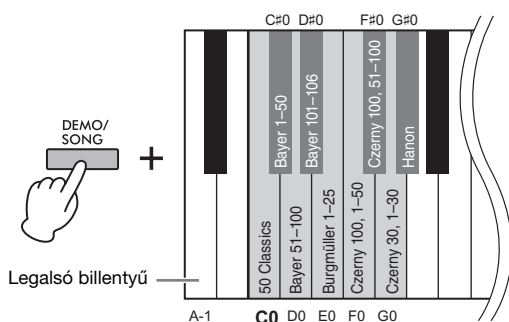 C#0 D#0 F#0 G#0
DEMO/
SONG
+
Legalsó billentyű
50 Classics
Bayer 1–50
Bayer 51–100
Bayer 101–106
Burgmüller 1–25
Czerny 100, 1–50
Czerny 100, 51–100
Czerny 30, 1–30
Hanon
A-1 C0 D0 E0 F0 G0